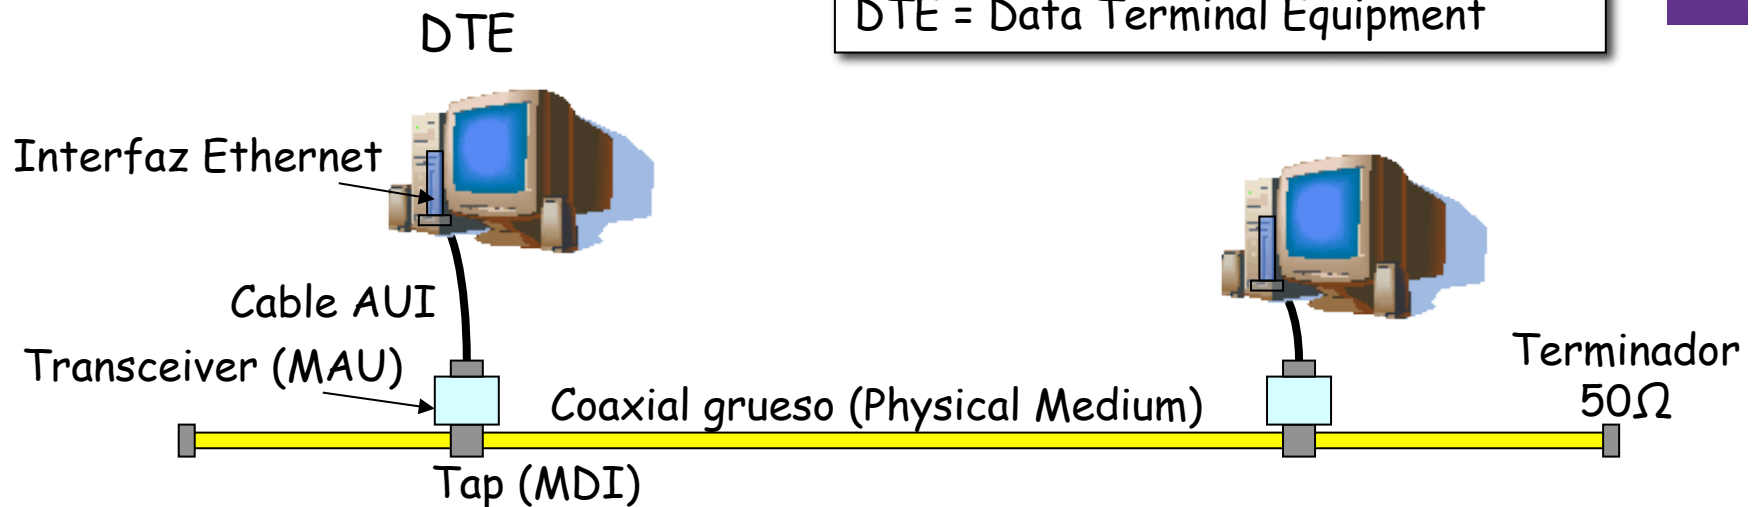 DTE = Data Terminal Equipment
DTE
Interfaz Ethernet
Cable AUI
Transceiver (MAU)
Terminador
50Ω
Coaxial grueso (Physical Medium)
Tap (MDI)